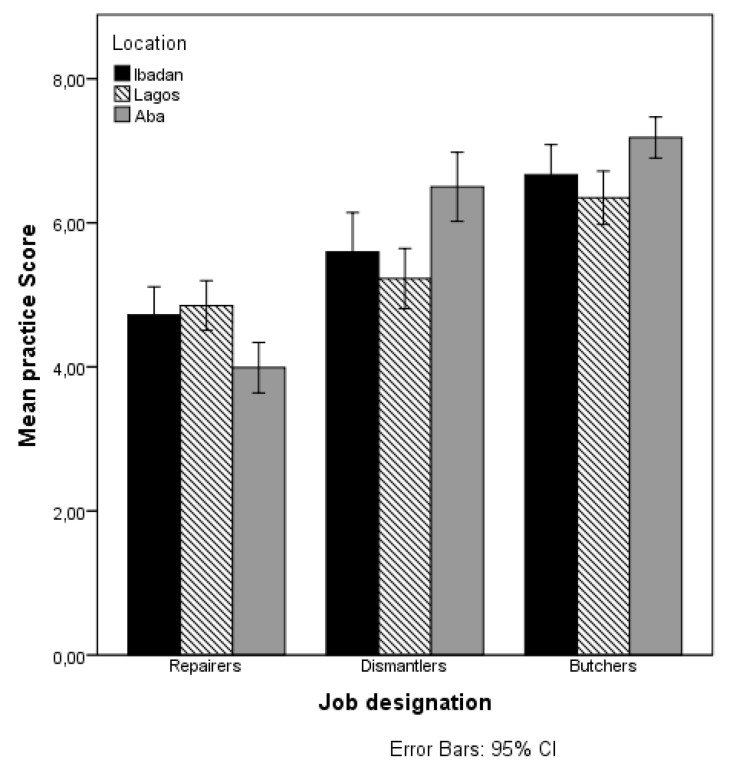 Location
Ibadan
Lagos
Aba
8,00
6,00
4,00
2,00
0,00
Mean practice Score
Repairers Dismantlers Butchers
Job designation
Error Bars: 95% CI